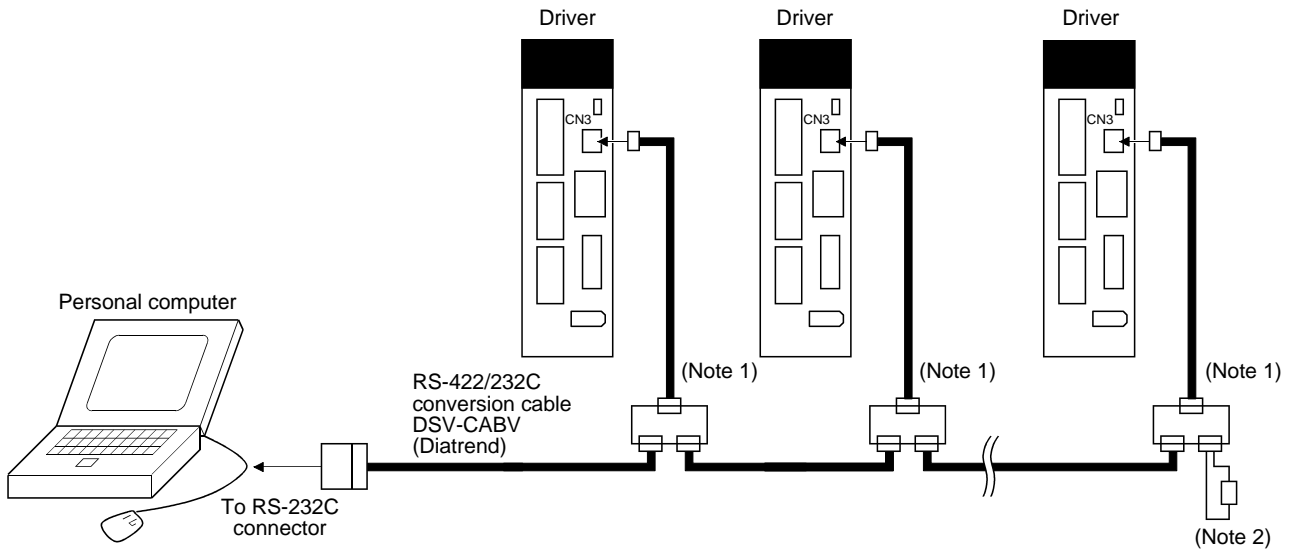 Driver
Driver
Driver
CN3
CN3
CN3
Personal computer
RS-422/232C
conversion cable
DSV-CABV
(Diatrend)
(Note 1)
(Note 1)
(Note 1)
To RS-232C
connector
(Note 2)